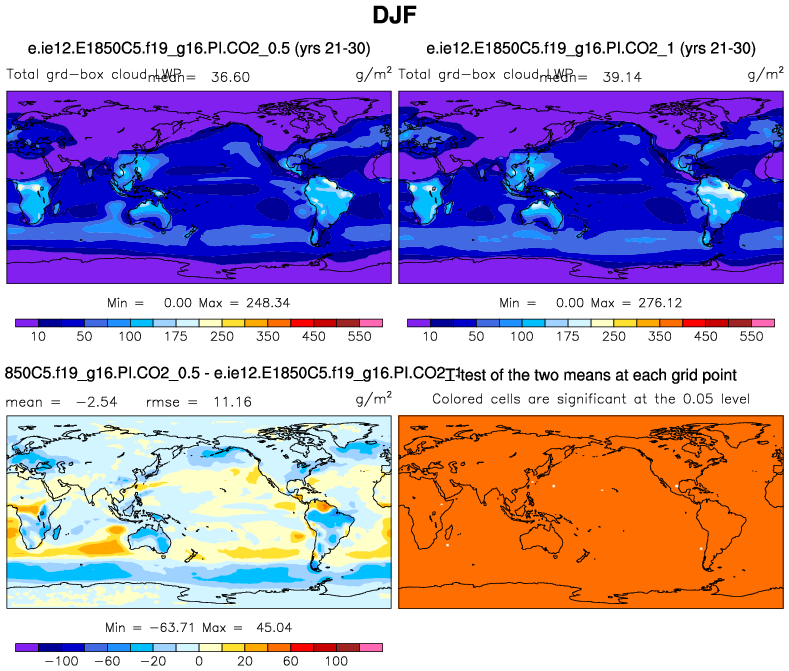 DJF
e.ie12.E1850C5.f19_g16.PI.CO2_0.5 (yrs 21-30)
e.ie12.E1850C5.f19_g16.PI.CO2_1 (yrs 21-30)
Total grd-box cloud LWP mean= 36.60 g/m2
Total grd-box cloud LWP mean= 39.14 g/m2
Min = 0.00 Max = 248.34
Min = 0.00 Max = 276.12
10 50 100 175 250 350 450 550
10 50 100 175 250 350 450 550
850C5.f19_g16.PI.CO2_0.5 - e.ie12.E1850C5.f19_g16.PI.CO2_1
T-test of the two means at each grid point
mean = -2.54 rmse = 11.16 g/m2
Colored cells are significant at the 0.05 level
Min = -63.71 Max = 45.04
-100 -60 -20 0 20 60 100